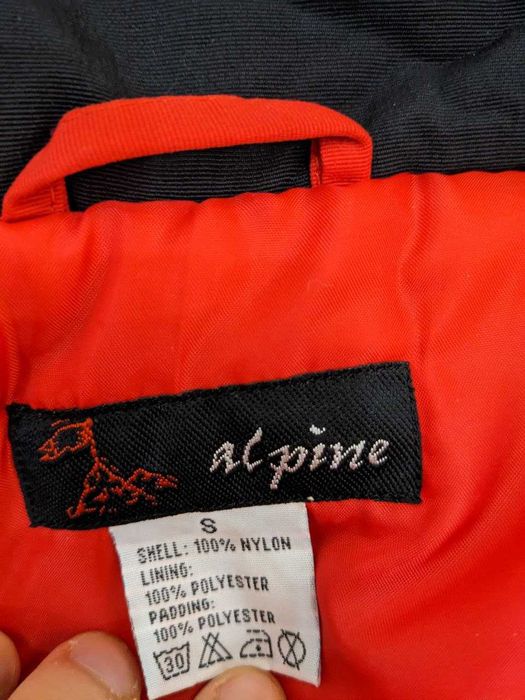 alpine
S
SHELL: 100% NYLON
LINING:
100% POLYESTER
PADDING:
100% POLYESTER
30